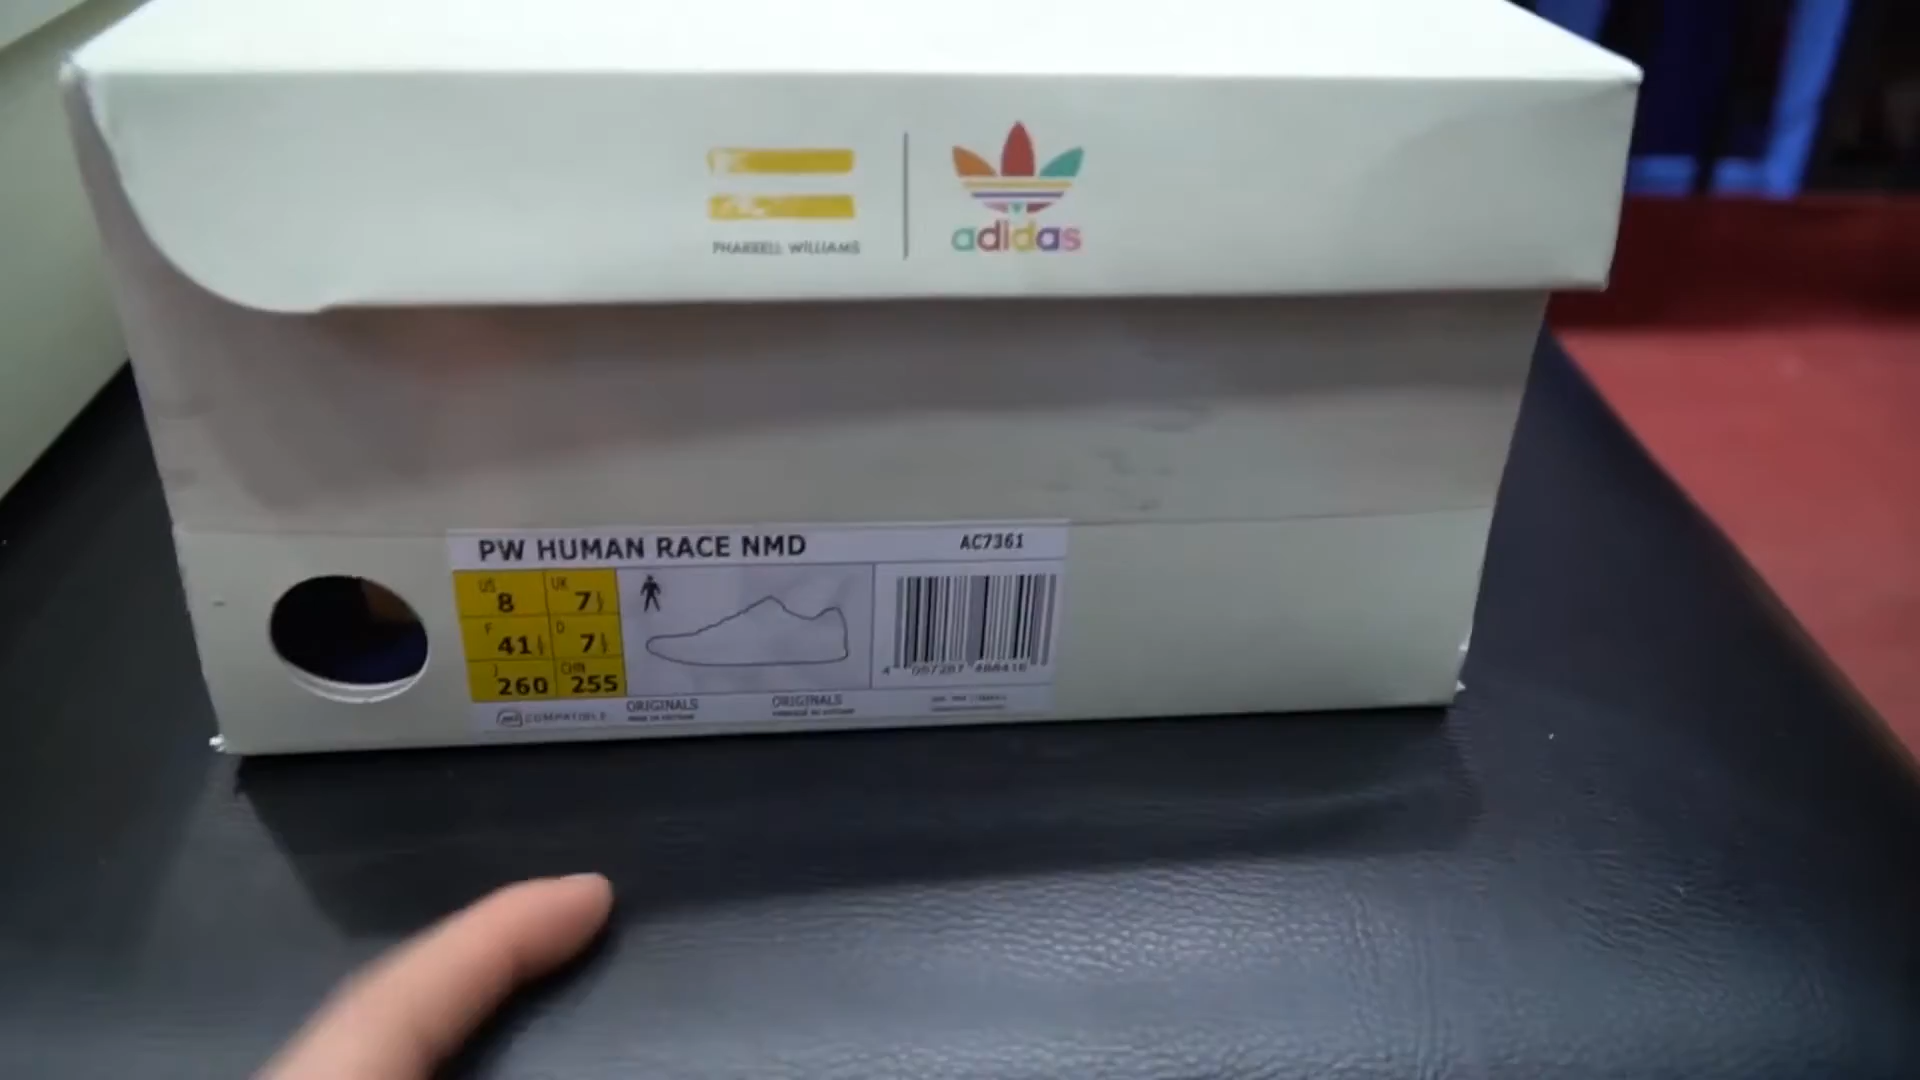 PHARRELL WILLIAMS
adidas
PW HUMAN RACE NMD
AC7361
US 8 UK 7½
F 41⅓ D 7½
J 260 CHN 255
COMPATIBLE
ORIGINALS
ORIGINALS